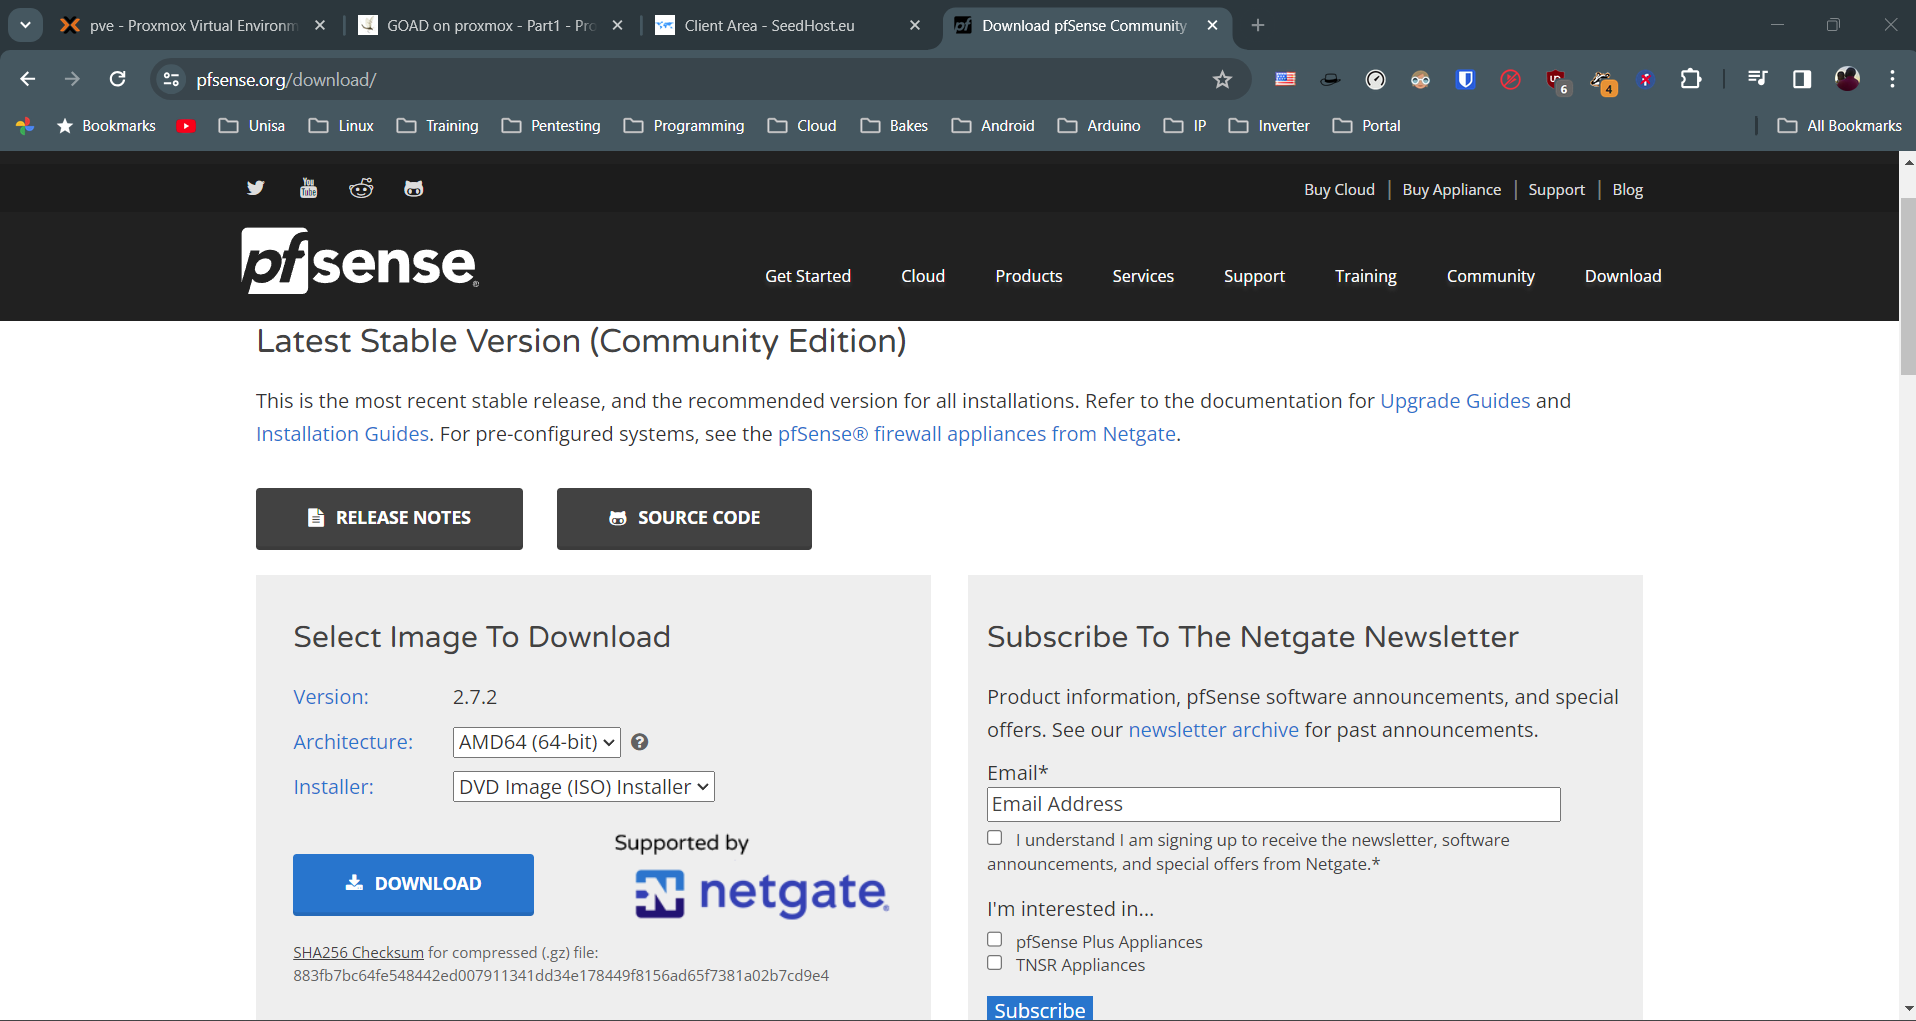 pve - Proxmox Virtual Environm
GOAD on proxmox - Part1 - Pro
Client Area - SeedHost.eu
Download pfSense Community
pfsense.org/download/
6
4
Bookmarks
Unisa
Linux
Training
Pentesting
Programming
Cloud
Bakes
Android
Arduino
IP
Inverter
Portal
All Bookmarks
You
Tube
Buy Cloud
Buy Appliance
Support
Blog
pfsense
Get Started
Cloud
Products
Services
Support
Training
Community
Download
Latest Stable Version (Community Edition)
This is the most recent stable release, and the recommended version for all installations. Refer to the documentation for Upgrade Guides and
Installation Guides. For pre-configured systems, see the pfSense® firewall appliances from Netgate.
RELEASE NOTES
SOURCE CODE
Select Image To Download
Version: 2.7.2
Architecture: AMD64 (64-bit)
Installer: DVD Image (ISO) Installer
DOWNLOAD
Supported by
netgate®
SHA256 Checksum for compressed (.gz) file:
883fb7bc64fe548442ed007911341dd34e178449f8156ad65f7381a02b7cd9e4
Subscribe To The Netgate Newsletter
Product information, pfSense software announcements, and special
offers. See our newsletter archive for past announcements.
Email*
Email Address
I understand I am signing up to receive the newsletter, software
announcements, and special offers from Netgate.*
I'm interested in...
pfSense Plus Appliances
TNSR Appliances
Subscribe